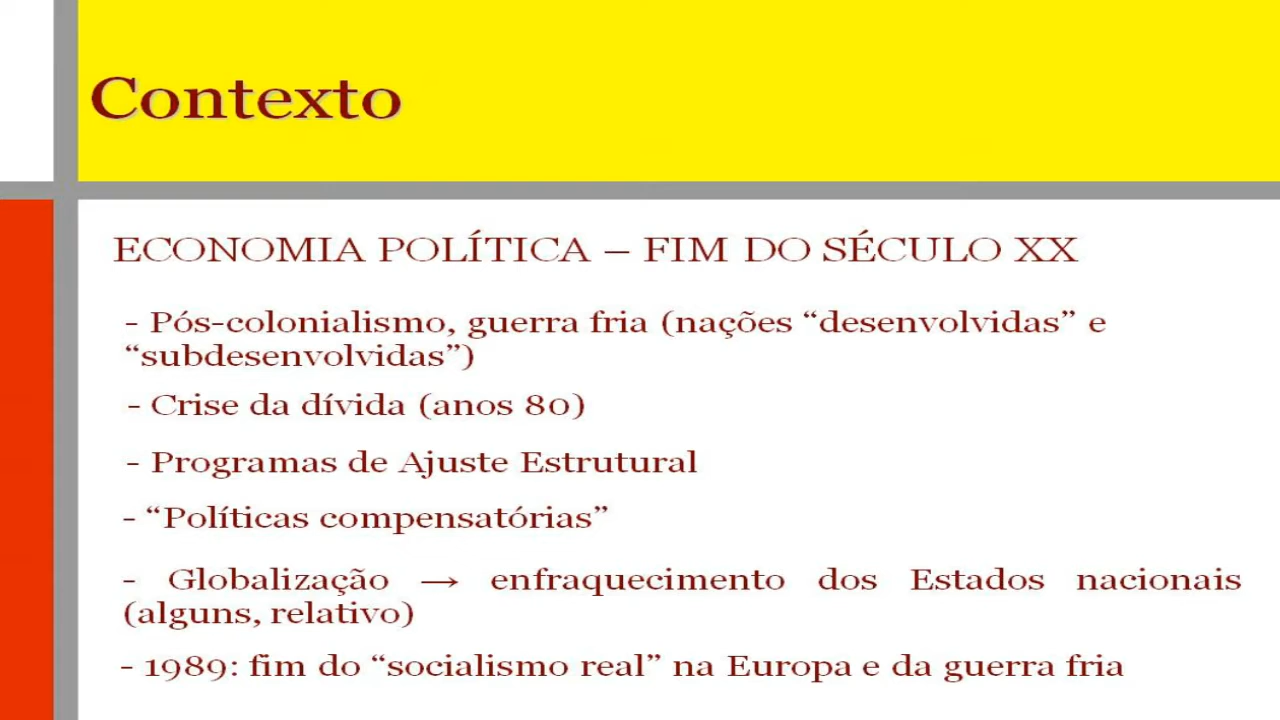 Contexto
ECONOMIA POLÍTICA – FIM DO SÉCULO XX
- Pós-colonialismo, guerra fria (nações “desenvolvidas” e
“subdesenvolvidas”)
- Crise da dívida (anos 80)
- Programas de Ajuste Estrutural
- “Políticas compensatórias”
- Globalização → enfraquecimento dos Estados nacionais
(alguns, relativo)
- 1989: fim do “socialismo real” na Europa e da guerra fria